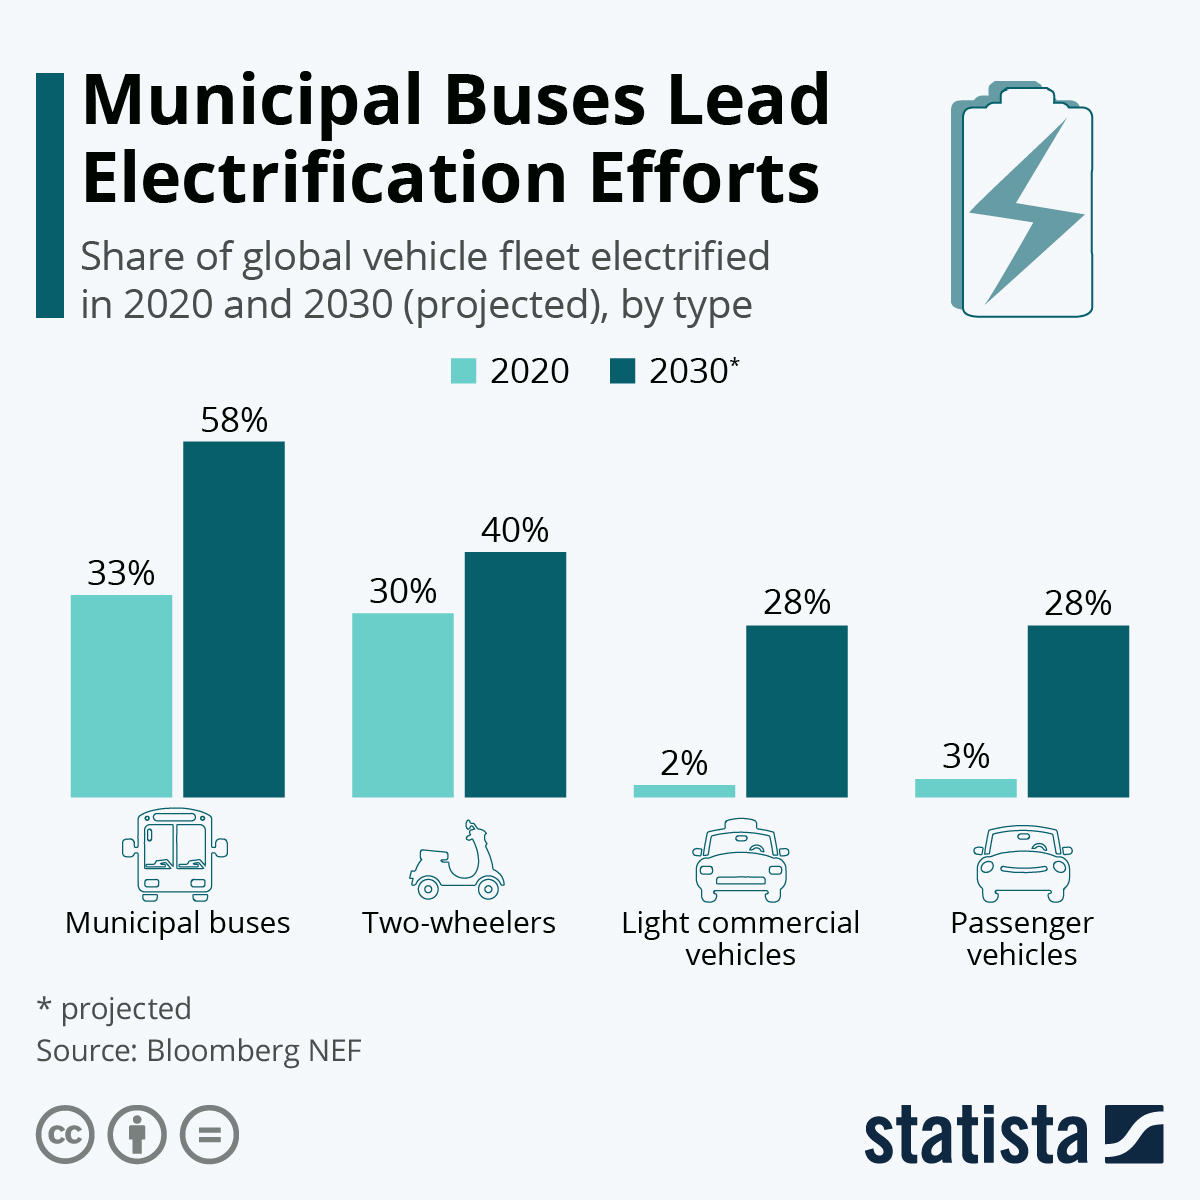 Municipal Buses Lead
Electrification Efforts
Share of global vehicle fleet electrified
in 2020 and 2030 (projected), by type
2020 2030*
58%
33%
40%
30%
28%
2%
28%
3%
Municipal buses
Two-wheelers
Light commercial
vehicles
Passenger
vehicles
* projected
Source: Bloomberg NEF
cc
statista